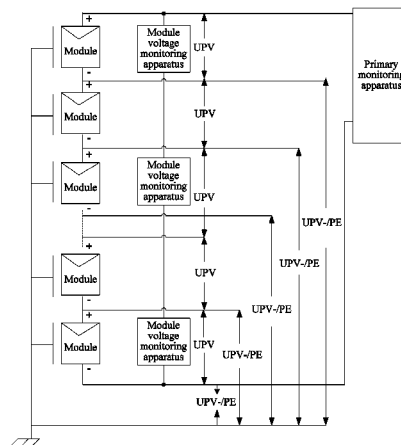 +
Module
-
+
Module
-
+
Module
-
+
Module
-
+
Module
-
Module
voltage
monitoring
apparatus
Module
voltage
monitoring
apparatus
Module
voltage
monitoring
apparatus
UPV
UPV
UPV
UPV
UPV
UPV-/PE
UPV-/PE
UPV-/PE
UPV-/PE
UPV-/PE
Primary
monitoring
apparatus